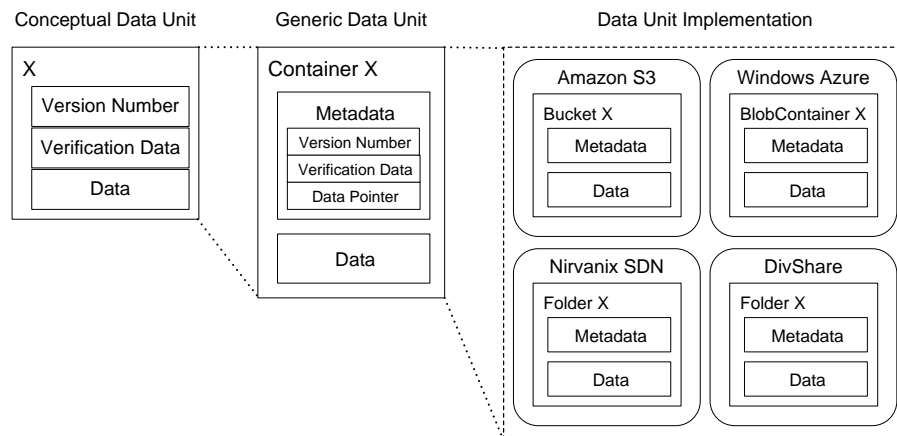 Conceptual Data Unit
Generic Data Unit
Data Unit Implementation
X
Version Number
Verification Data
Data
Container X
Metadata
Version Number
Verification Data
Data Pointer
Data
Amazon S3
Bucket X
Metadata
Data
Windows Azure
BlobContainer X
Metadata
Data
Nirvanix SDN
Folder X
Metadata
Data
DivShare
Folder X
Metadata
Data